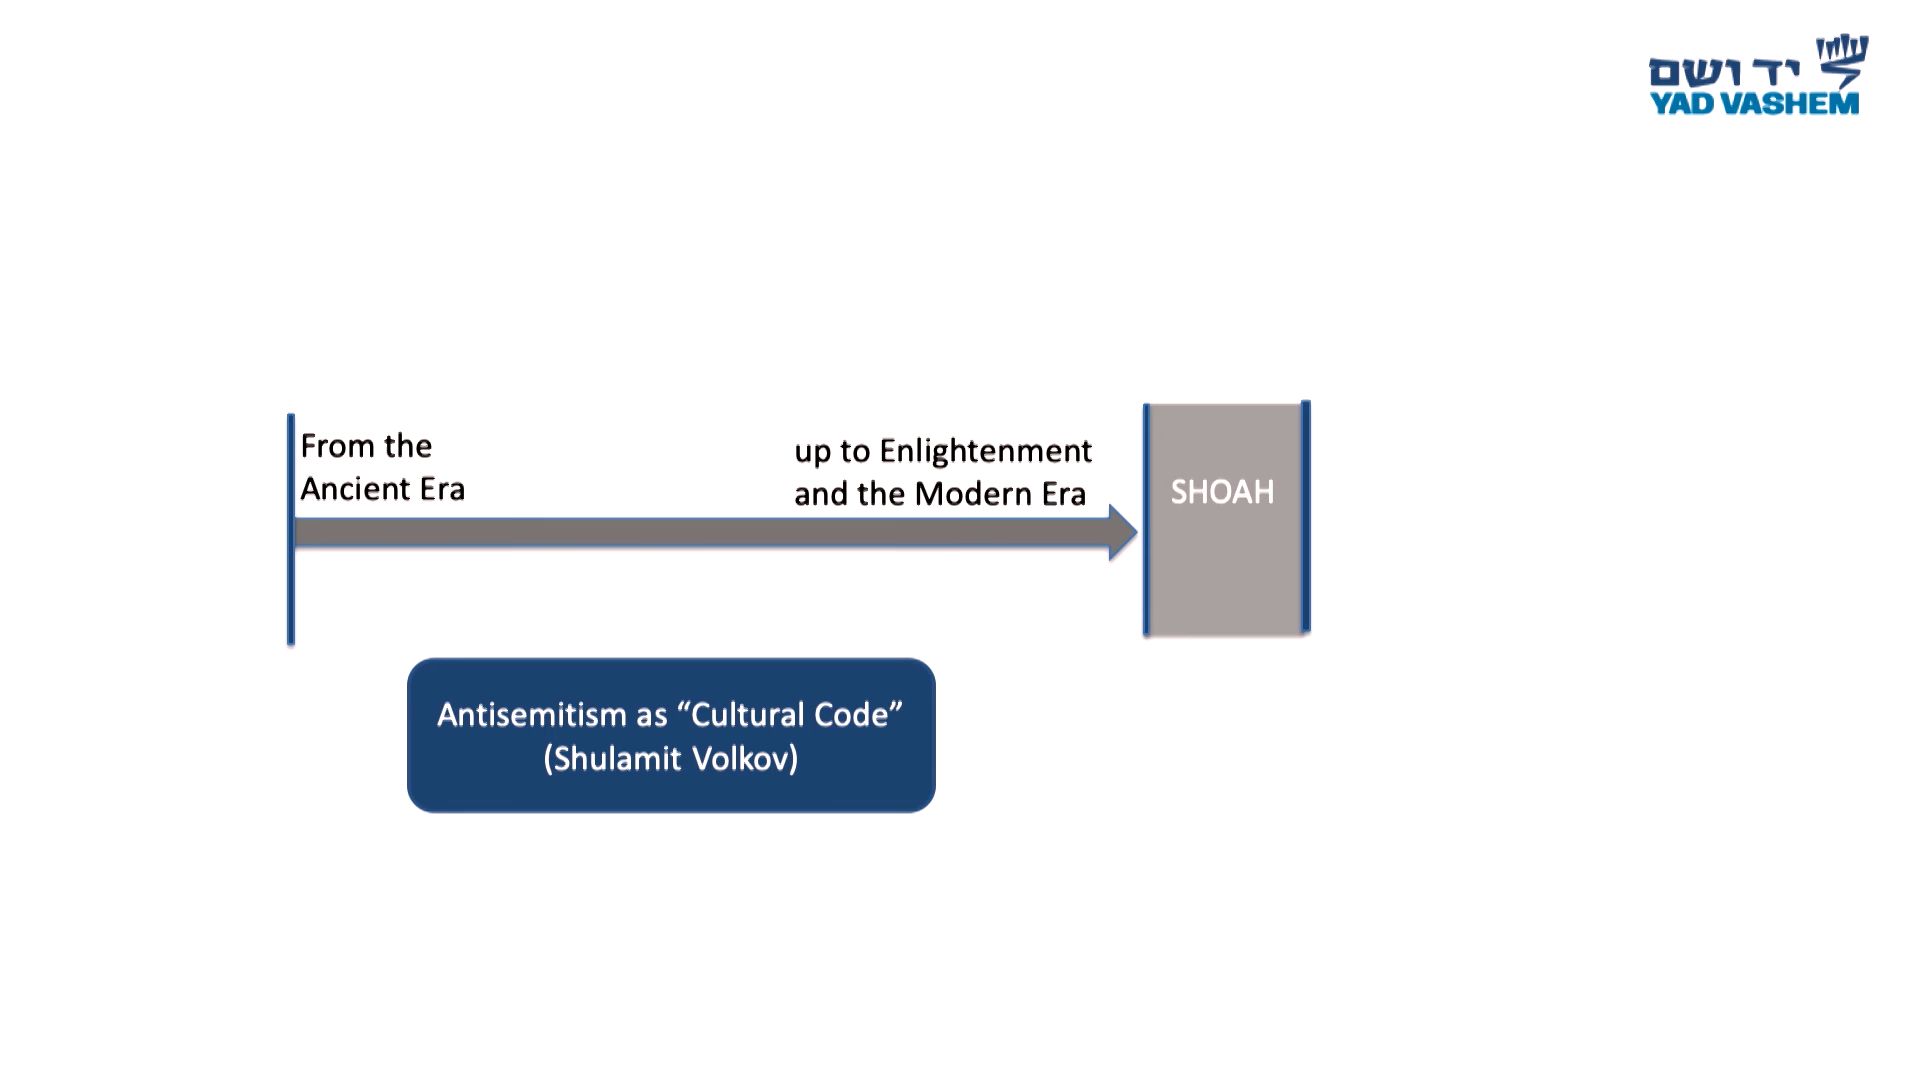 יד ושם
YAD VASHEM
From the
Ancient Era
up to Enlightenment
and the Modern Era
SHOAH
Antisemitism as “Cultural Code”
(Shulamit Volkov)